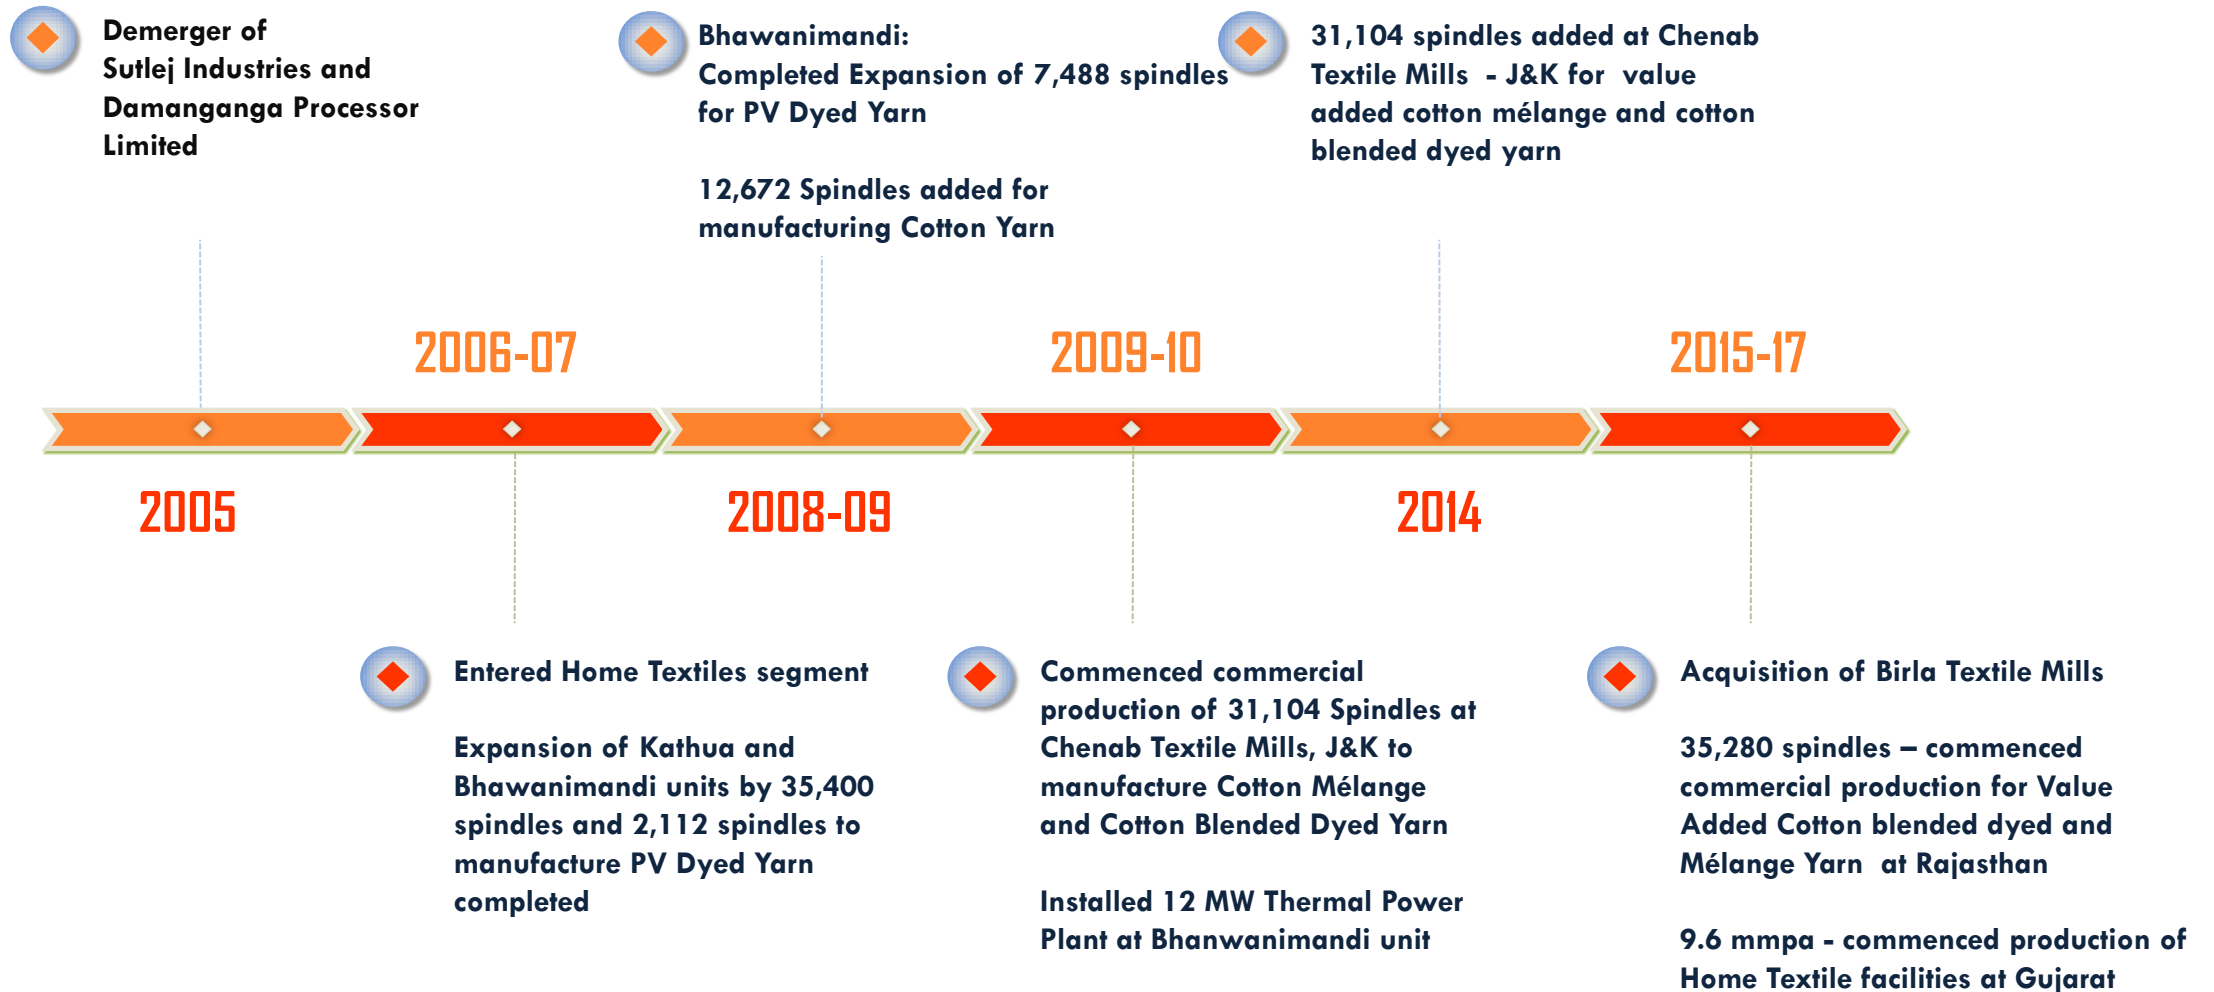 Demerger of
Sutlej Industries and
Damanganga Processor
Limited
Bhawanimandi:
Completed Expansion of 7,488 spindles
for PV Dyed Yarn
12,672 Spindles added for
manufacturing Cotton Yarn
31,104 spindles added at Chenab
Textile Mills - J&K for value
added cotton mélange and cotton
blended dyed yarn
2006-07
2009-10
2015-17
2005
2008-09
2014
Entered Home Textiles segment
Expansion of Kathua and
Bhawanimandi units by 35,400
spindles and 2,112 spindles to
manufacture PV Dyed Yarn
completed
Commenced commercial
production of 31,104 Spindles at
Chenab Textile Mills, J&K to
manufacture Cotton Mélange
and Cotton Blended Dyed Yarn
Installed 12 MW Thermal Power
Plant at Bhanwanimandi unit
Acquisition of Birla Textile Mills
35,280 spindles – commenced
commercial production for Value
Added Cotton blended dyed and
Mélange Yarn at Rajasthan
9.6 mmpa - commenced production of
Home Textile facilities at Gujarat